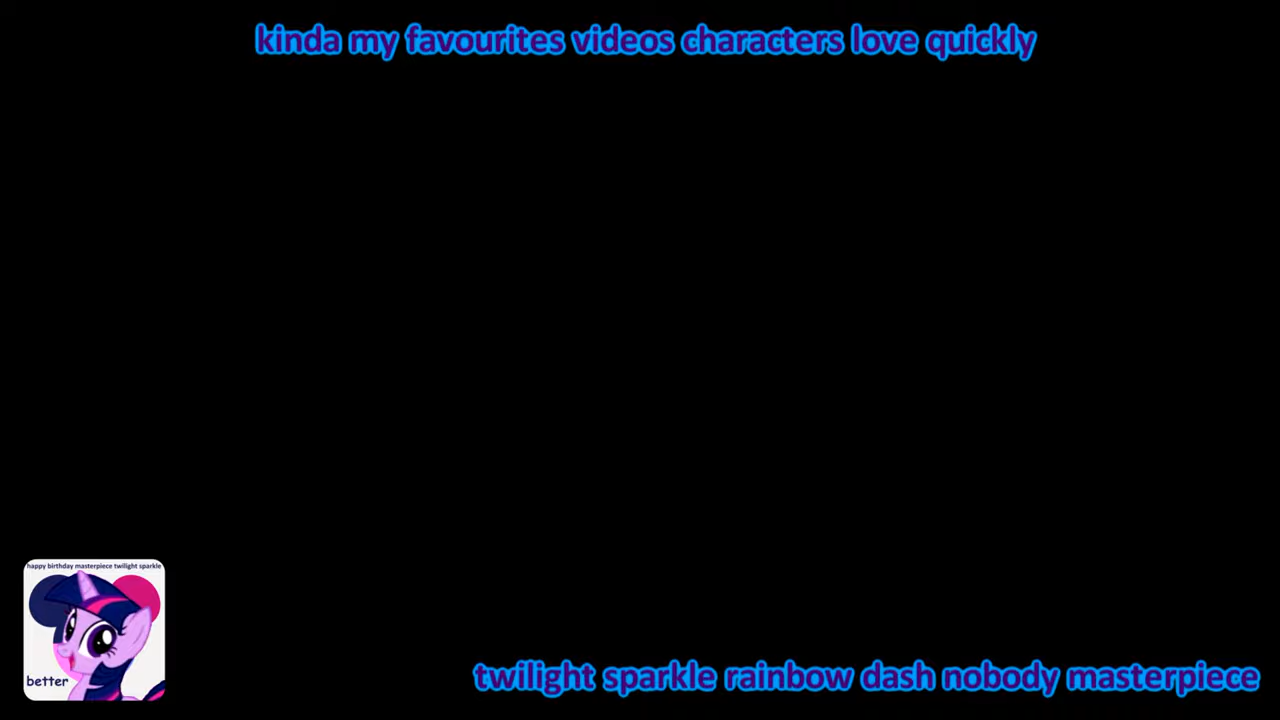 kinda my favourites videos characters love quickly
happy birthday masterpiece twilight sparkle
better
twilight sparkle rainbow dash nobody masterpiece